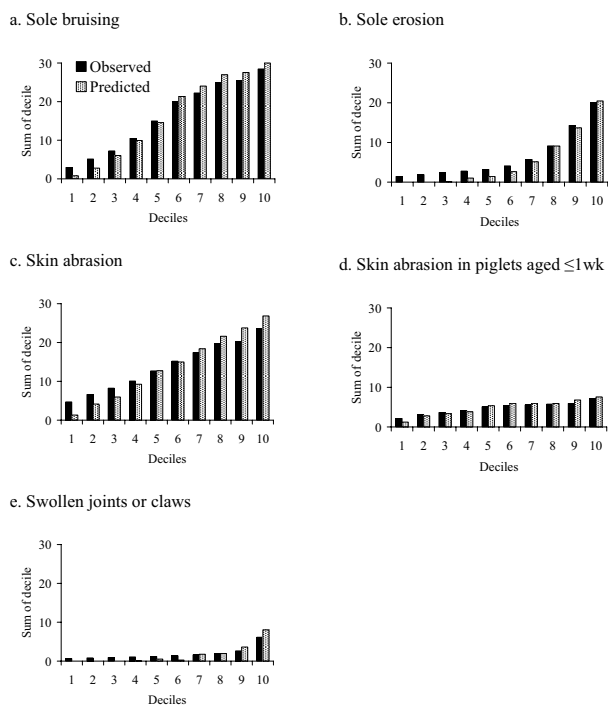 a. Sole bruising
30
20
10
0
Sum of decile
Observed
Predicted
1 2 3 4 5 6 7 8 9 10
Deciles
b. Sole erosion
30
20
10
0
Sum of decile
1 2 3 4 5 6 7 8 9 10
Deciles
c. Skin abrasion
30
20
10
0
Sum of decile
1 2 3 4 5 6 7 8 9 10
Deciles
d. Skin abrasion in piglets aged ≤1wk
30
20
10
0
Sum of decile
1 2 3 4 5 6 7 8 9 10
Deciles
e. Swollen joints or claws
30
20
10
0
Sum of decile
1 2 3 4 5 6 7 8 9 10
Deciles